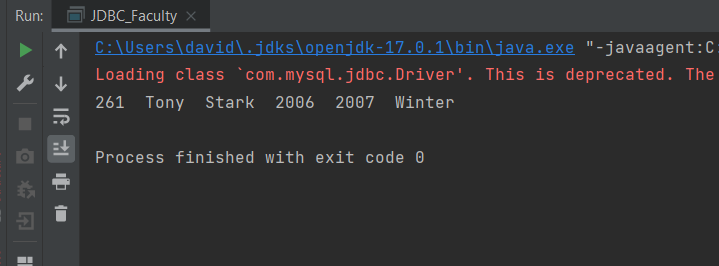 Run: JDBC_Faculty
C:\Users\david\.jdks\openjdk-17.0.1\bin\java.exe "-javaagent:C:
Loading class `com.mysql.jdbc.Driver'. This is deprecated. The
261 Tony Stark 2006 2007 Winter
Process finished with exit code 0